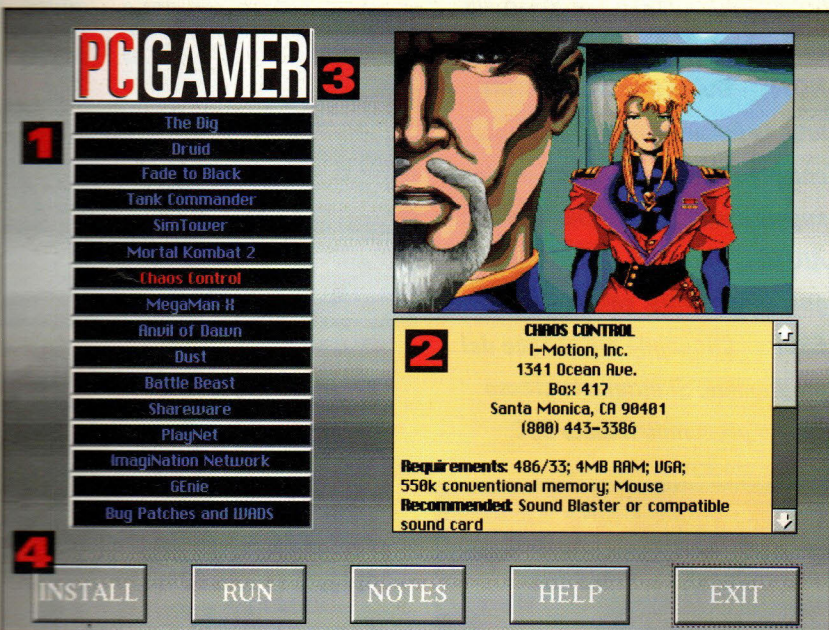 PC GAMER
3
1
The Dig
Druid
Fade to Black
Tank Commander
SimTower
Mortal Kombat 2
Chaos Control
MegaMan X
Anvil of Dawn
Dust
Battle Beast
Shareware
PlayNet
ImagiNation Network
GEnie
Bug Patches and WADS
2
CHAOS CONTROL
I-Motion, Inc.
1341 Ocean Ave.
Box 417
Santa Monica, CA 90401
(800) 443-3386
Requirements: 486/33; 4MB RAM; VGA;
550k conventional memory; Mouse
Recommended: Sound Blaster or compatible
sound card
4
INSTALL
RUN
NOTES
HELP
EXIT